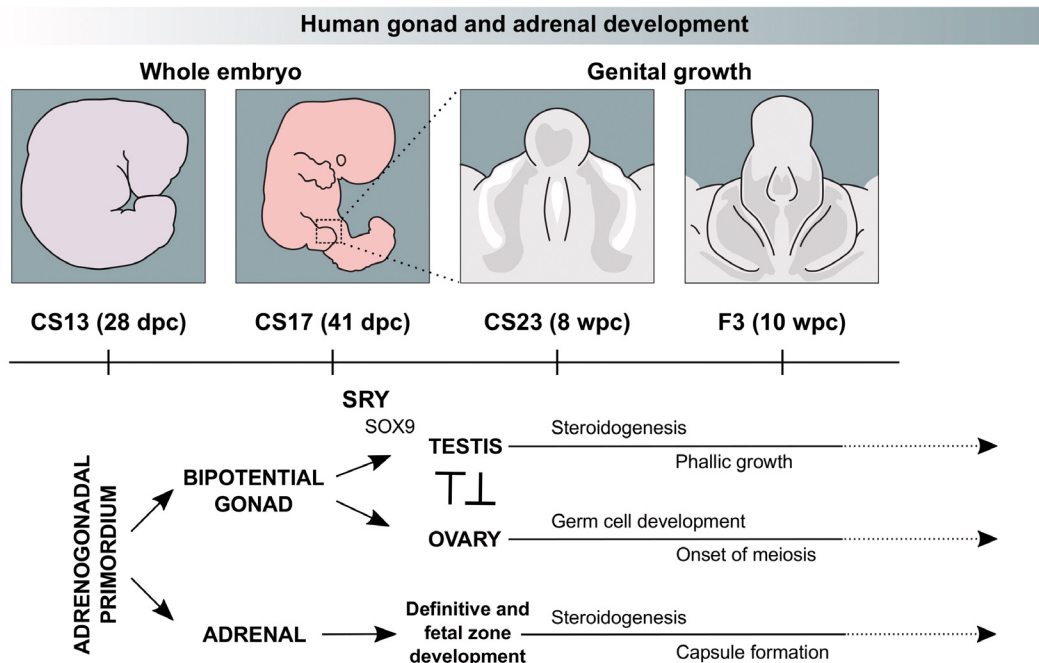 Human gonad and adrenal development
Whole embryo
Genital growth
CS13 (28 dpc)
CS17 (41 dpc)
CS23 (8 wpc)
F3 (10 wpc)
SRY
SOX9
TESTIS
Steroidogenesis
Phallic growth
ADRENOGONADAL
PRIMORDIUM
BIPOTENTIAL
GONAD
OVARY
Germ cell development
Onset of meiosis
ADRENAL
Definitive and
fetal zone
development
Steroidogenesis
Capsule formation